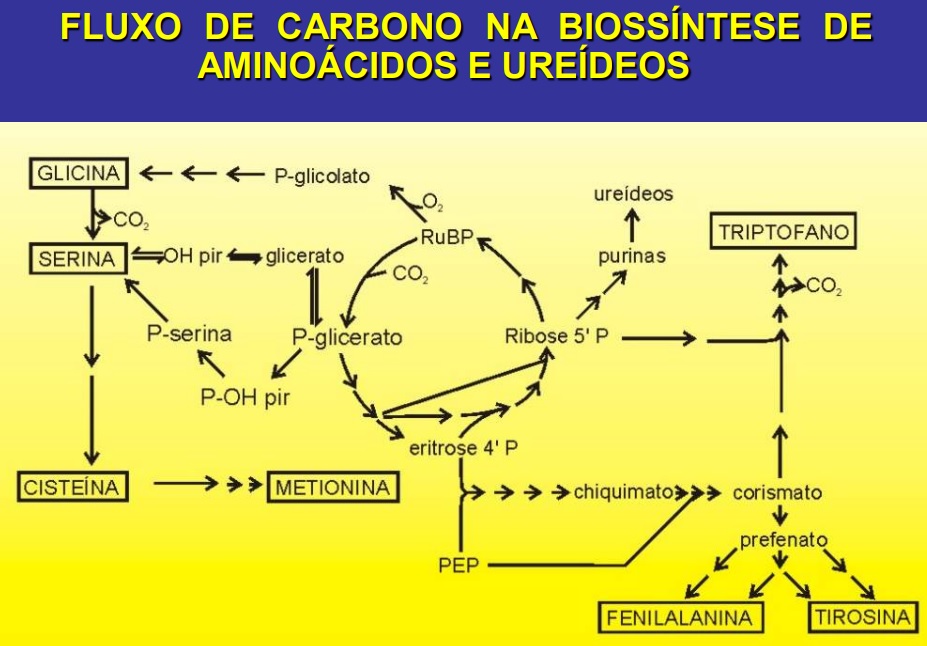 FLUXO DE CARBONO NA BIOSSÍNTESE DE
AMINOÁCIDOS E UREÍDEOS
GLICINA
P-glicolato
O₂
CO₂
ureídeos
TRIPTOFANO
SERINA
OH pir
glicerato
RuBP
CO₂
purinas
CO₂
P-serina
P-glicerato
Ribose 5' P
P-OH pir
eritrose 4' P
CISTEÍNA
METIONINA
chiquimato
corismato
prefenato
PEP
FENILALANINA
TIROSINA